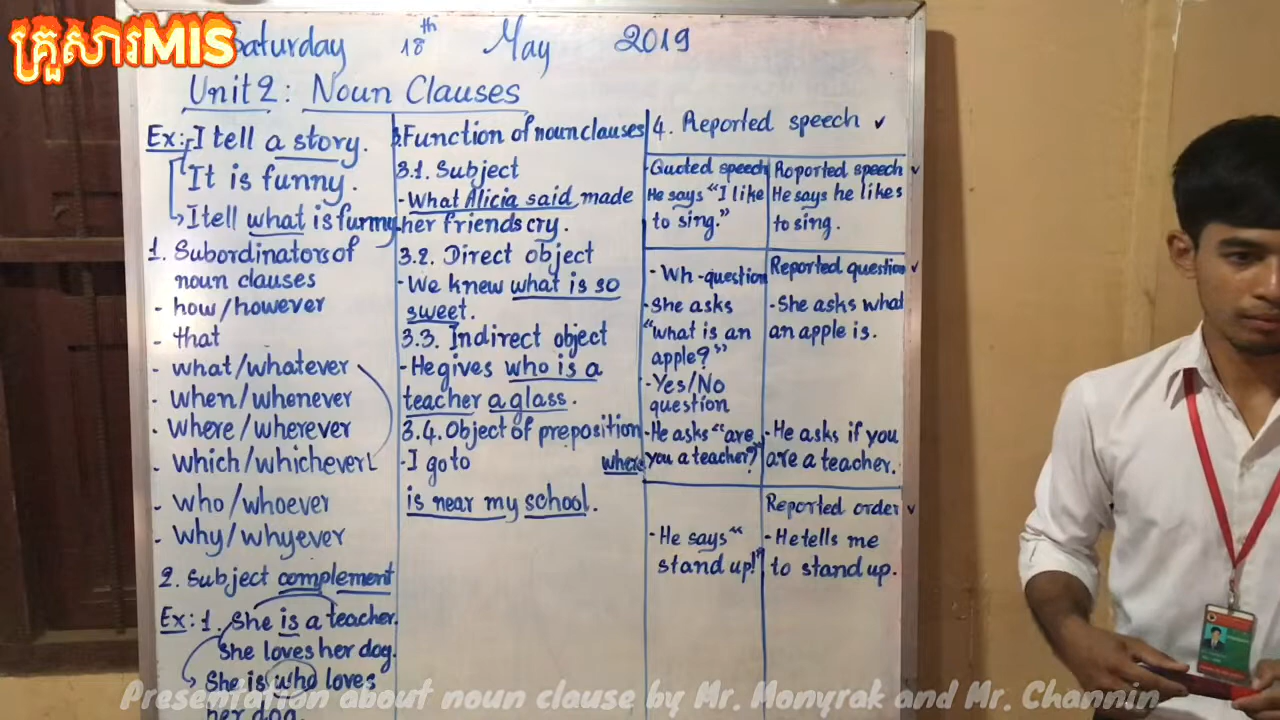 គ្រួសារMIS
Saturday 18th May 2019
Unit 2: Noun Clauses
Ex: I tell a story.
It is funny.
I tell what is funny.
1. Subordinators of
noun clauses
- how/however
- that
- what/whatever
- when/whenever
- where/wherever
- which/whichever
- who/whoever
- why/whyever
2. Subject complement
Ex: 1. She is a teacher.
She loves her dog.
She is who loves
her dog.
3. Function of noun clauses
3.1. Subject
- What Alicia said made
her friends cry.
3.2. Direct object
- We knew what is so
sweet.
3.3. Indirect object
- He gives who is a
teacher a glass.
3.4. Object of preposition
- I go to where
is near my school.
4. Reported speech ✓
- Quoted speech
He says "I like
to sing."
Roported speech ✓
He says he likes
to sing.
- Wh-question
- She asks
"what is an
apple?"
- Yes/No
question
- He asks "are
you a teacher?"
Reported question ✓
- She asks what
an apple is.
- He asks if you
are a teacher.
- He says "
stand up!"
Reported order ✓
- He tells me
to stand up.
Presentation about noun clause by Mr. Monyrak and Mr. Channin